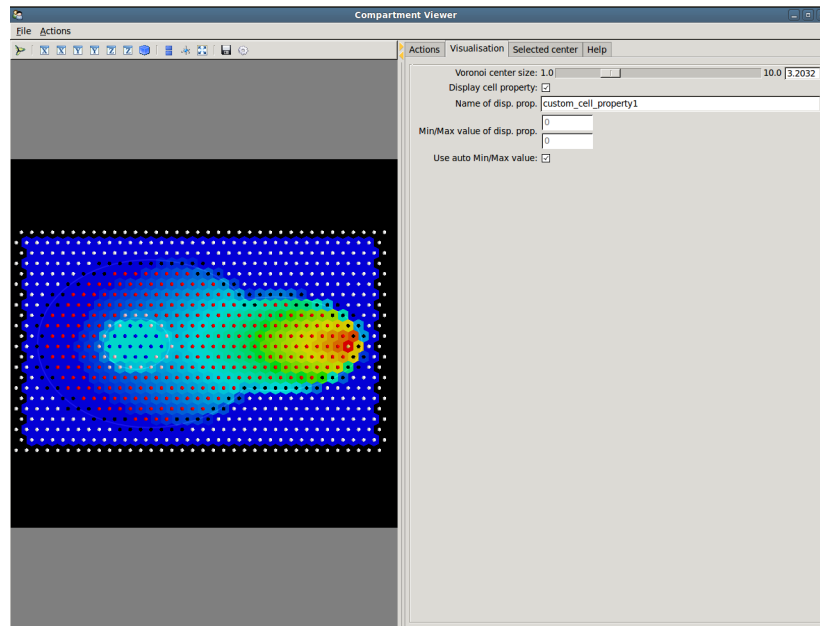 Compartment Viewer
File Actions
X X Y Y Z Z
Actions Visualisation Selected center Help
Voronoi center size: 1.0 10.0 3.2032
Display cell property:
Name of disp. prop. custom_cell_property1
0
Min/Max value of disp. prop.
0
Use auto Min/Max value: